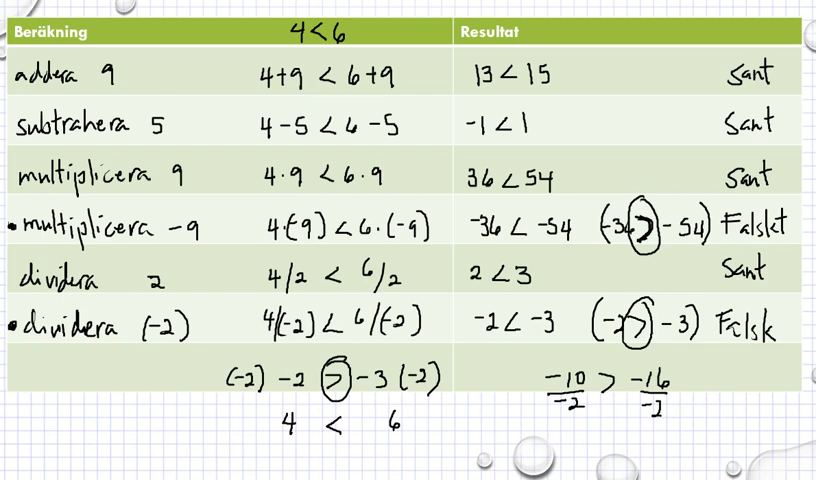 Beräkning 4 < 6 Resultat
addera 9 4+9 < 6+9 13 < 15 Sant
subtrahera 5 4-5 < 6-5 -1 < 1 Sant
multiplicera 9 4·9 < 6·9 36 < 54 Sant
• multiplicera -9 4·(-9) < 6·(-9) -36 < -54 (-36 > -54) Falskt
dividera 2 4/2 < 6/2 2 < 3 Sant
• dividera (-2) 4/(-2) < 6/(-2) -2 < -3 (-2 > -3) Falsk
(-2) -2 > -3 (-2) -10/-2 > -16/-2
4 < 6